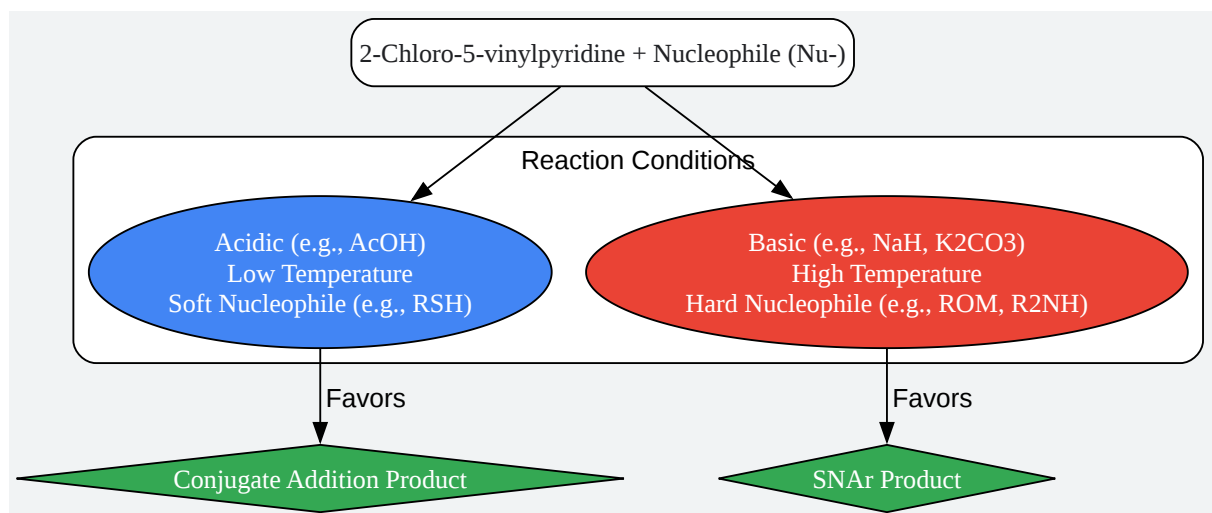 2-Chloro-5-vinylpyridine + Nucleophile (Nu-)
Reaction Conditions
Acidic (e.g., AcOH)
Low Temperature
Soft Nucleophile (e.g., RSH)
Basic (e.g., NaH, K2CO3)
High Temperature
Hard Nucleophile (e.g., ROM, R2NH)
Favors
Favors
Conjugate Addition Product
SNAr Product